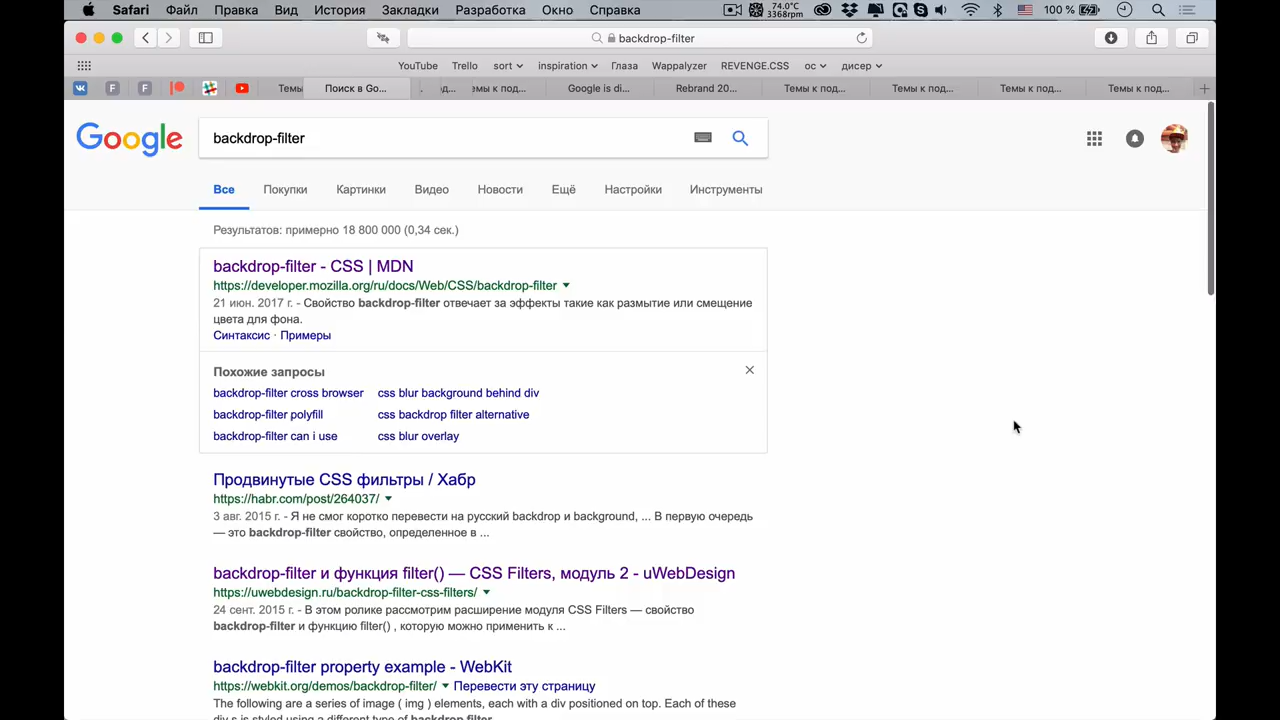 Safari Файл Правка Вид История Закладки Разработка Окно Справка 74.0°C 3368rpm 100 %
backdrop-filter
YouTube Trello sort inspiration Глаза Wappalyzer REVENGE.CSS ос дисер
Темы Поиск в Go... емы к под... Google is di... Rebrand 20... Темы к под... Темы к под... Темы к под... Темы к под...
Google backdrop-filter
Все Покупки Картинки Видео Новости Ещё Настройки Инструменты
Результатов: примерно 18 800 000 (0,34 сек.)
backdrop-filter - CSS | MDN
https://developer.mozilla.org/ru/docs/Web/CSS/backdrop-filter
21 июн. 2017 г. - Свойство backdrop-filter отвечает за эффекты такие как размытие или смещение
цвета для фона.
Синтаксис · Примеры
Похожие запросы
backdrop-filter cross browser css blur background behind div
backdrop-filter polyfill css backdrop filter alternative
backdrop-filter can i use css blur overlay
Продвинутые CSS фильтры / Хабр
https://habr.com/post/264037/
3 авг. 2015 г. - Я не смог коротко перевести на русский backdrop и background, ... В первую очередь
— это backdrop-filter свойство, определенное в ...
backdrop-filter и функция filter() — CSS Filters, модуль 2 - uWebDesign
https://uwebdesign.ru/backdrop-filter-css-filters/
24 сент. 2015 г. - В этом ролике рассмотрим расширение модуля CSS Filters — свойство
backdrop-filter и функцию filter() , которую можно применить к ...
backdrop-filter property example - WebKit
https://webkit.org/demos/backdrop-filter/ Перевести эту страницу
The following are a series of image ( img ) elements, each with a div positioned on top. Each of these
div s is styled using a different type of backdrop filter